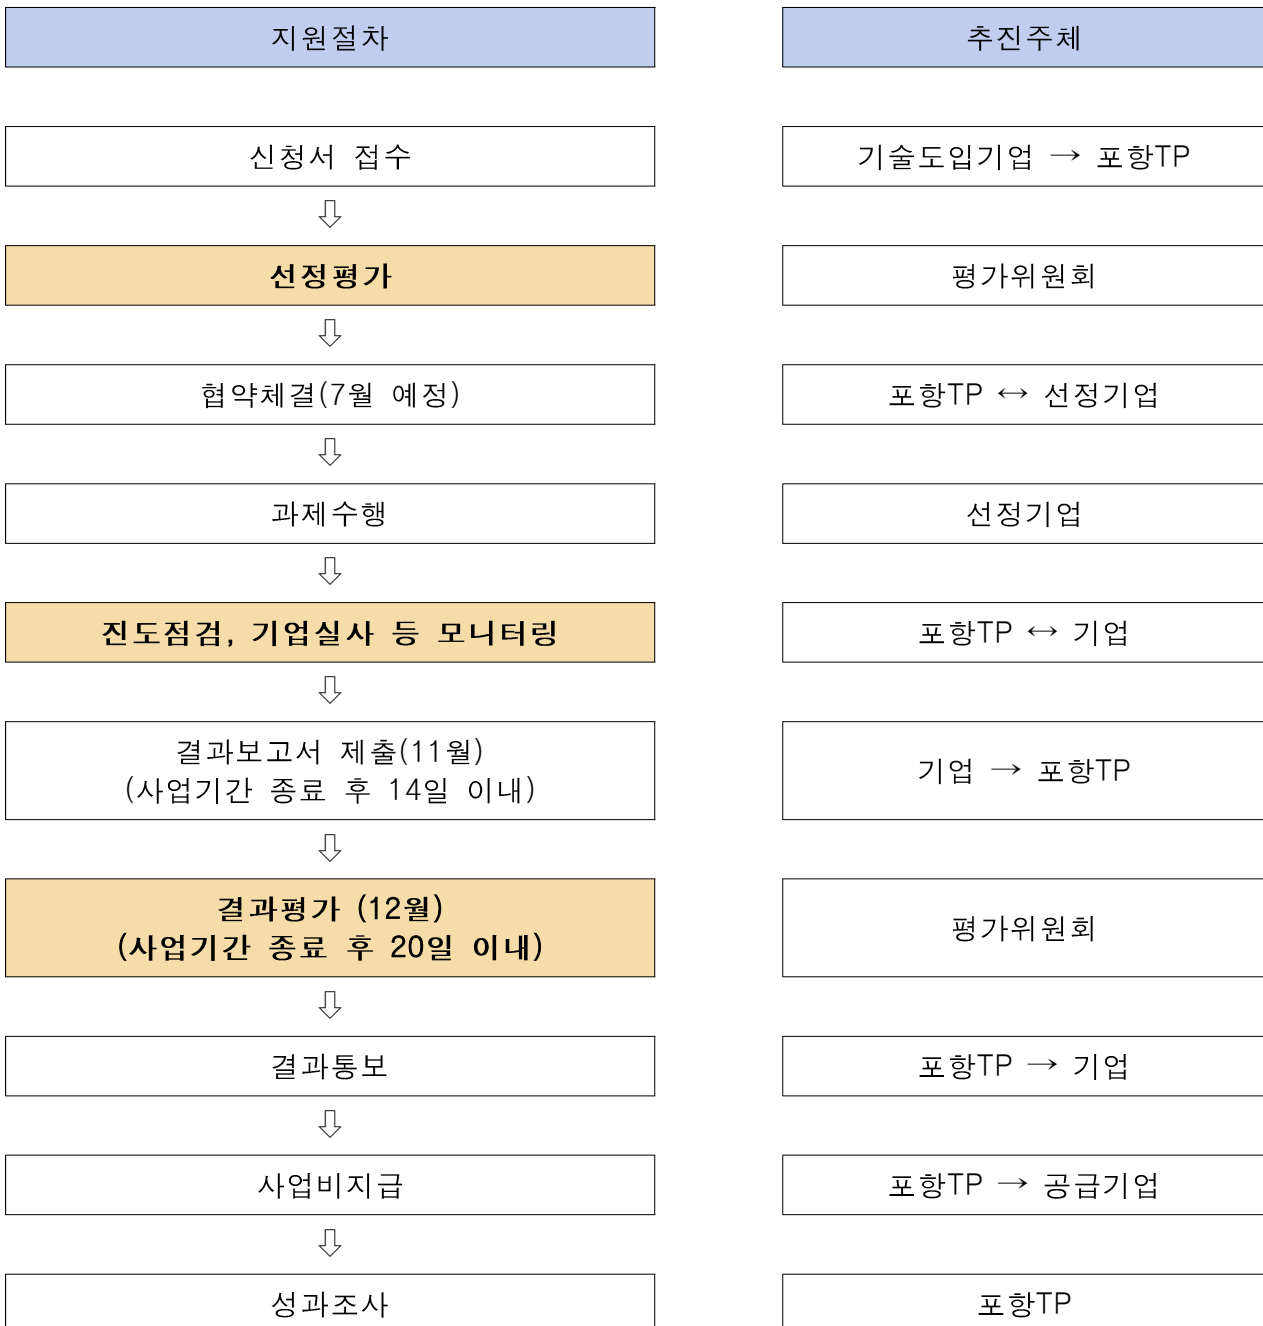 지원절차 추진주체
신청서 접수 기술도입기업 → 포항TP
⇩
선정평가 평가위원회
⇩
협약체결(7월 예정) 포항TP ↔ 선정기업
⇩
과제수행 선정기업
⇩
진도점검, 기업실사 등 모니터링 포항TP ↔ 기업
⇩
결과보고서 제출(11월)
(사업기간 종료 후 14일 이내)
기업 → 포항TP
⇩
결과평가 (12월)
(사업기간 종료 후 20일 이내)
평가위원회
⇩
결과통보 포항TP → 기업
⇩
사업비지급 포항TP → 공급기업
⇩
성과조사 포항TP